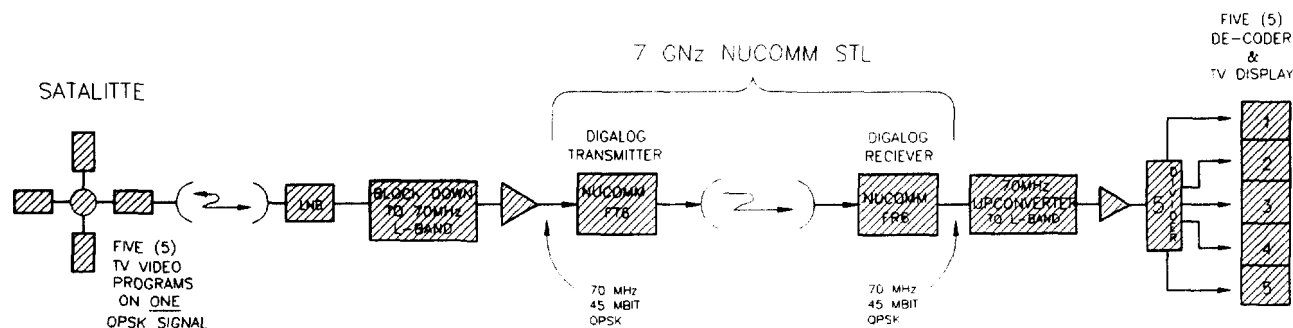 FIVE (5)
DE-CODER
&
TV DISPLAY
7 GNz NUCOMM STL
SATALITTE
DIGALOG
TRANSMITTER
DIGALOG
RECIEVER
LNB
BLOCK DOWN
TO 70MHz
L-BAND
NUCOMM
FT6
NUCOMM
FR6
70MHz
UPCONVERTER
TO L-BAND
5
DIVIDER
1
2
3
4
5
FIVE (5)
TV VIDEO
PROGRAMS
ON ONE
QPSK SIGNAL
70 MHz
45 MBIT
QPSK
70 MHz
45 MBIT
QPSK